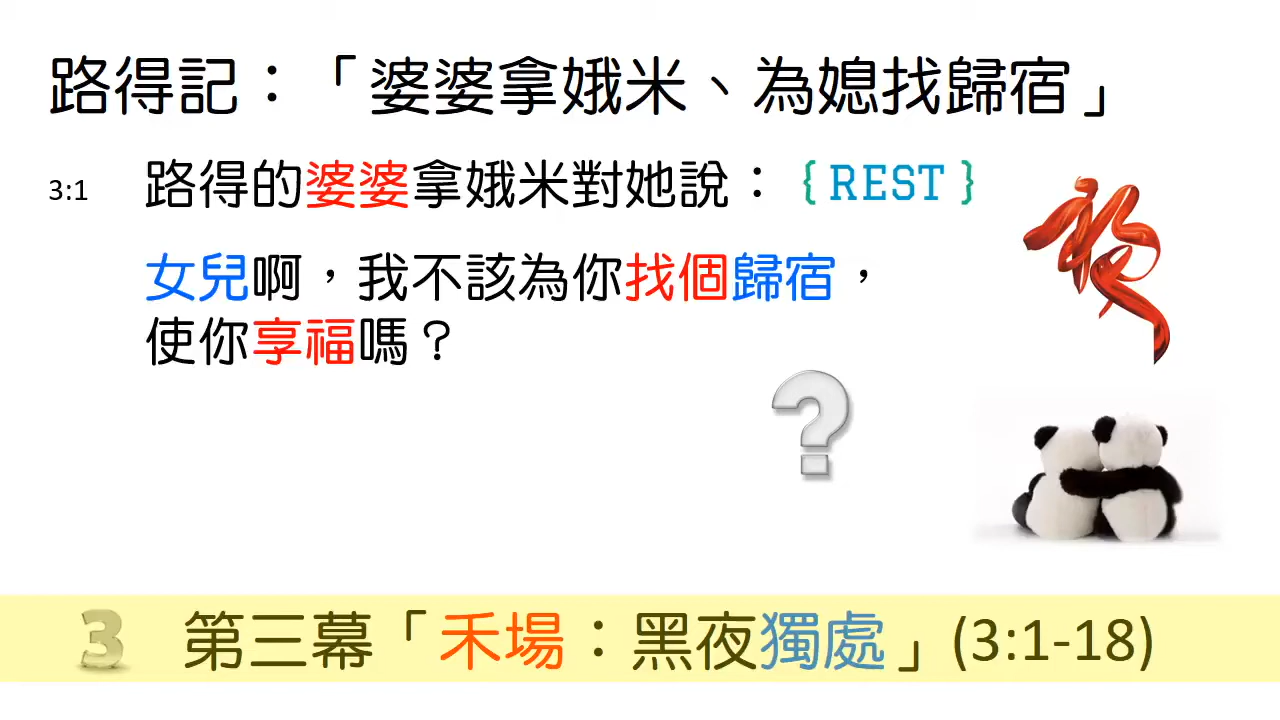 路得記：「婆婆拿娥米、為媳找歸宿」
3:1 路得的婆婆拿娥米對她說：{REST}
女兒啊，我不該為你找個歸宿，
使你享福嗎？
?
3 第三幕「禾場：黑夜獨處」(3:1-18)